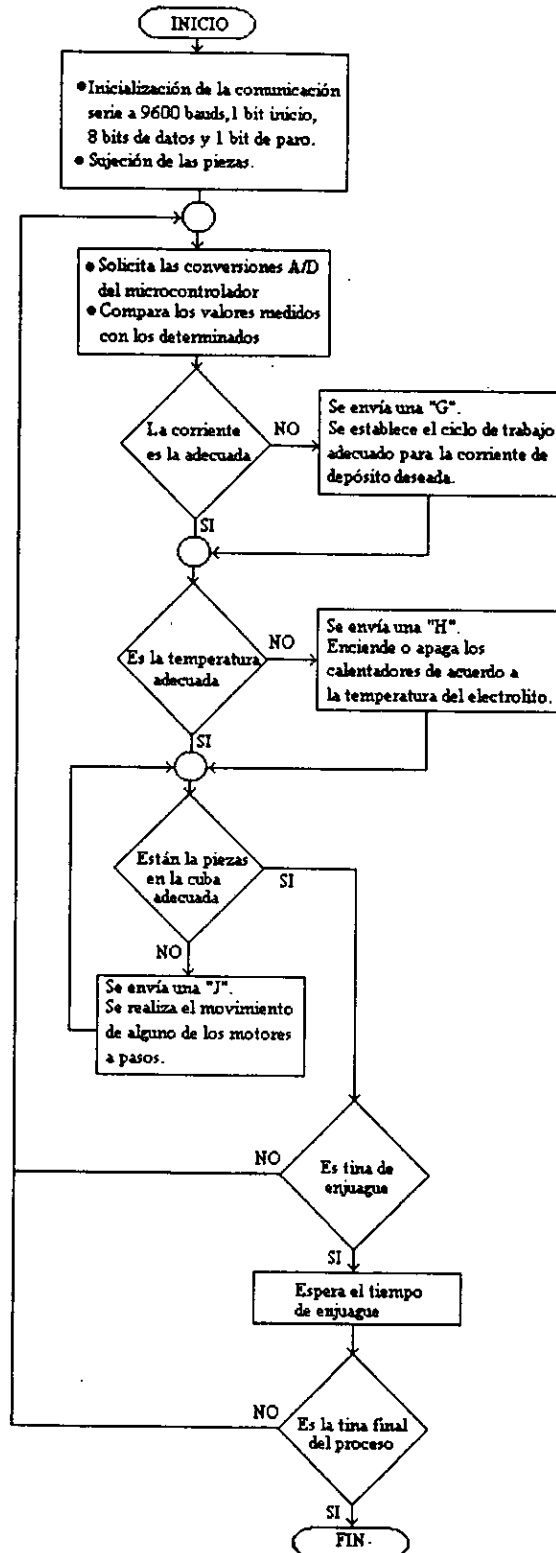 INICIO
● Inicialización de la comunicación
serie a 9600 bauds, 1 bit inicio,
8 bits de datos y 1 bit de paro.
● Sujeción de las piezas.
● Solicita las conversiones A/D
del microcontrolador
● Compara los valores medidos
con los determinados
La corriente
es la adecuada
NO
Se envía una "G".
Se establece el ciclo de trabajo
adecuado para la corriente de
depósito deseada.
SI
Es la temperatura
adecuada
NO
Se envía una "H".
Enciende o apaga los
calentadores de acuerdo a
la temperatura del electrolito.
SI
Están la piezas
en la cuba
adecuada
SI
NO
Se envía una "J".
Se realiza el movimiento
de alguno de los motores
a pasos.
NO
Es tina de
enjuague
SI
Espera el tiempo
de enjuague
NO
Es la tina final
del proceso
SI
FIN.